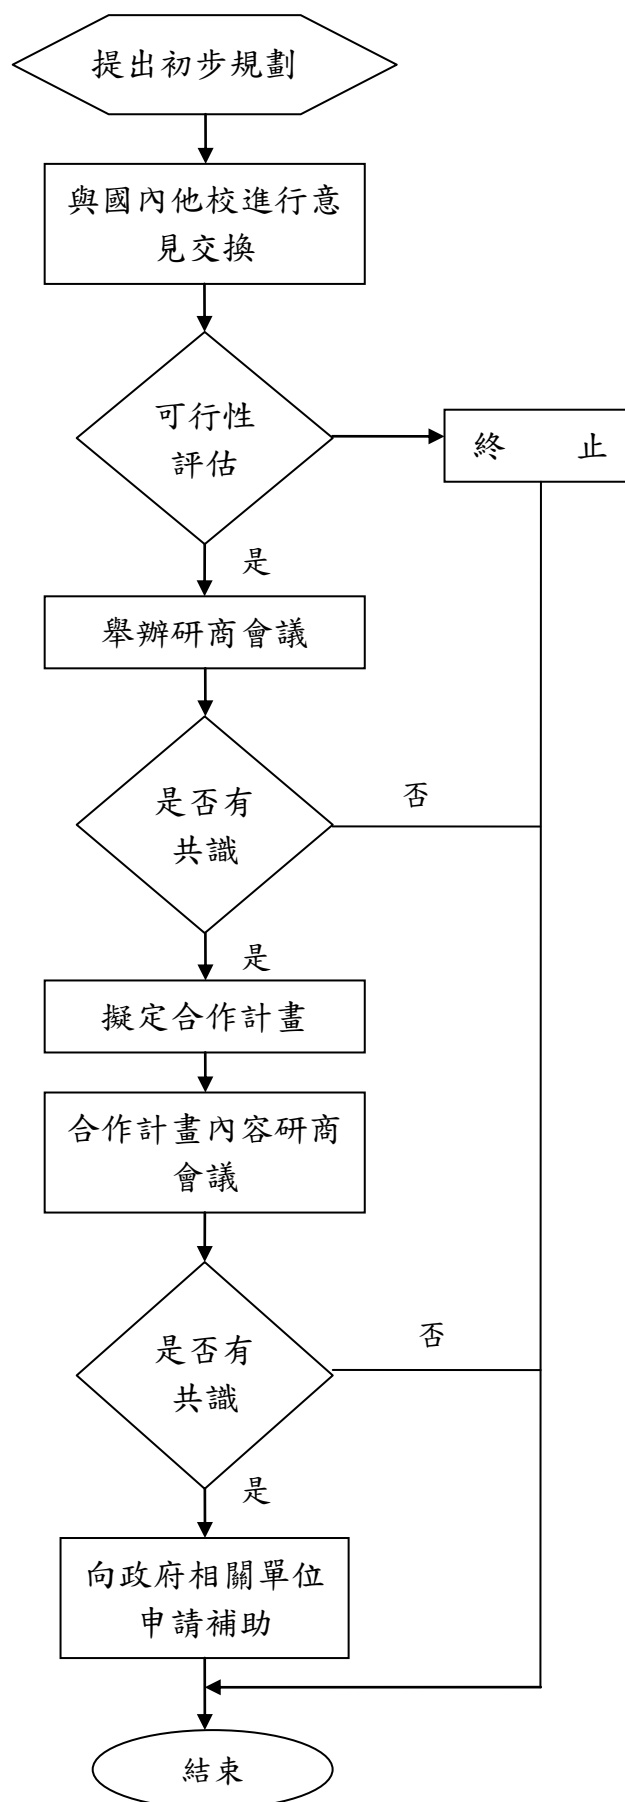 提出初步規劃
與國內他校進行意
見交換
可行性
評估
終 止
是
舉辦研商會議
是否有
共識
否
是
擬定合作計畫
合作計畫內容研商
會議
是否有
共識
否
是
向政府相關單位
申請補助
結束